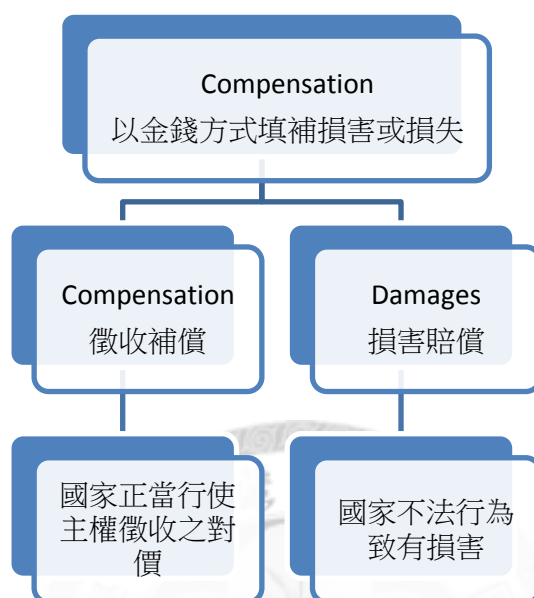 Compensation
以金錢方式填補損害或損失
Compensation
徵收補償
Damages
損害賠償
國家正當行使
主權徵收之對
價
國家不法行為
致有損害